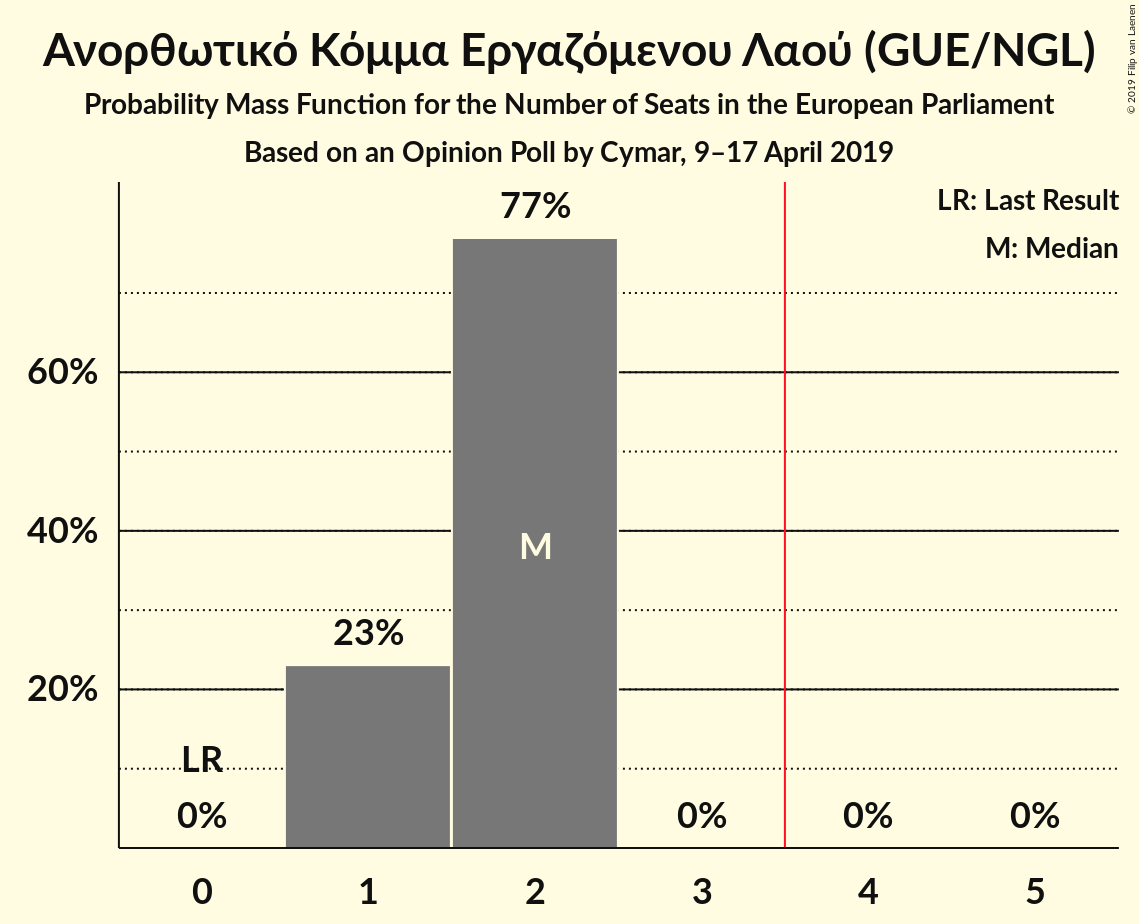 Ανορθωτικό Κόμμα Εργαζόμενου Λαού (GUE/NGL)
Probability Mass Function for the Number of Seats in the European Parliament
Based on an Opinion Poll by Cymar, 9–17 April 2019
© 2019 Filip van Laenen
LR: Last Result
M: Median
77%
60%
40%
M
23%
20%
LR
0%
0%
0%
0%
0
1
2
3
4
5